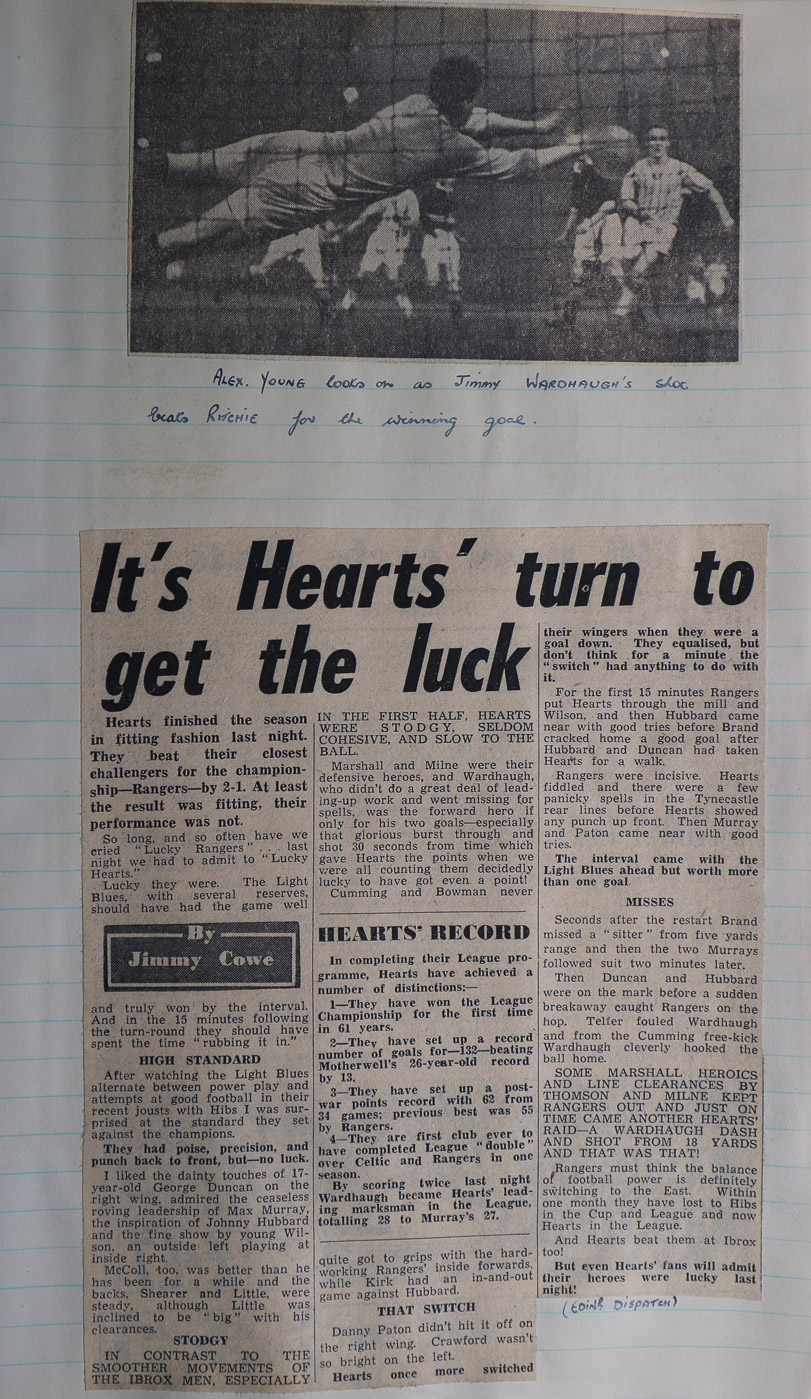 ALEX. YOUNG looks on as Jimmy WARDHAUGH'S shot
beats RITCHIE for the winning goal.
It's Hearts' turn to
get the luck
Hearts finished the season
in fitting fashion last night.
They beat their closest
challengers for the champion-
ship—Rangers—by 2-1. At least
the result was fitting, their
performance was not.
So long, and so often have we
cried "Lucky Rangers" . . . last
night we had to admit to "Lucky
Hearts."
Lucky they were. The Light
Blues, with several reserves,
should have had the game well
By
Jimmy Cowe
and truly won by the interval.
And in the 15 minutes following
the turn-round they should have
spent the time "rubbing it in."
HIGH STANDARD
After watching the Light Blues
alternate between power play and
attempts at good football in their
recent jousts with Hibs I was sur-
prised at the standard they set
against the champions.
They had poise, precision, and
punch back to front, but—no luck.
I liked the dainty touches of 17-
year-old George Duncan on the
right wing, admired the ceaseless
roving leadership of Max Murray,
the inspiration of Johnny Hubbard
and the fine show by young Wil-
son, an outside left playing at
inside right.
McColl, too, was better than he
has been for a while and the
backs, Shearer and Little, were
steady, although Little was
inclined to be "big" with his
clearances.
STODGY
IN CONTRAST TO THE
SMOOTHER MOVEMENTS OF
THE IBROX MEN, ESPECIALLY
IN THE FIRST HALF, HEARTS
WERE STODGY, SELDOM
COHESIVE, AND SLOW TO THE
BALL.
Marshall and Milne were their
defensive heroes, and Wardhaugh,
who didn't do a great deal of lead-
ing-up work and went missing for
spells, was the forward hero if
only for his two goals—especially
that glorious burst through and
shot 30 seconds from time which
gave Hearts the points when we
were all counting them decidedly
lucky to have got even a point!
Cumming and Bowman never
HEARTS' RECORD
In completing their League pro-
gramme, Hearts have achieved a
number of distinctions:—
1—They have won the League
Championship for the first time
in 61 years.
2—They have set up a record
number of goals for—132—beating
Motherwell's 26-year-old record
by 13.
3—They have set up a post-
war points record with 62 from
34 games; previous best was 55
by Rangers.
4—They are first club ever to
have completed League "double"
over Celtic and Rangers in one
season.
By scoring twice last night
Wardhaugh became Hearts' lead-
ing marksman in the League,
totalling 28 to Murray's 27.
quite got to grips with the hard-
working Rangers' inside forwards,
while Kirk had an in-and-out
game against Hubbard.
THAT SWITCH
Danny Paton didn't hit it off on
the right wing. Crawford wasn't
so bright on the left.
Hearts once more switched
their wingers when they were a
goal down. They equalised, but
don't think for a minute the
"switch" had anything to do with
it.
For the first 15 minutes Rangers
put Hearts through the mill and
Wilson, and then Hubbard came
near with good tries before Brand
cracked home a good goal after
Hubbard and Duncan had taken
Hearts for a walk.
Rangers were incisive. Hearts
fiddled and there were a few
panicky spells in the Tynecastle
rear lines before Hearts showed
any punch up front. Then Murray
and Paton came near with good
tries.
The interval came with the
Light Blues ahead but worth more
than one goal.
MISSES
Seconds after the restart Brand
missed a "sitter" from five yards
range and then the two Murrays
followed suit two minutes later.
Then Duncan and Hubbard
were on the mark before a sudden
breakaway caught Rangers on the
hop. Telfer fouled Wardhaugh
and from the Cumming free-kick
Wardhaugh cleverly hooked the
ball home.
SOME MARSHALL HEROICS
AND LINE CLEARANCES BY
THOMSON AND MILNE KEPT
RANGERS OUT AND JUST ON
TIME CAME ANOTHER HEARTS'
RAID—A WARDHAUGH DASH
AND SHOT FROM 18 YARDS
AND THAT WAS THAT!
Rangers must think the balance
of football power is definitely
switching to the East. Within
one month they have lost to Hibs
in the Cup and League and now
Hearts in the League.
And Hearts beat them at Ibrox
too!
But even Hearts' fans will admit
their heroes were lucky last
night!
(EDINR DISPATCH)